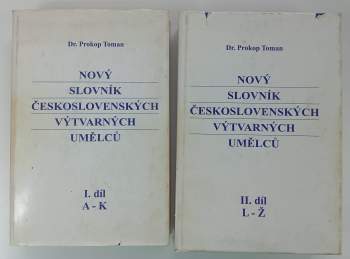 Dr. Prokop Toman
NOVÝ
SLOVNÍK
ČESKOSLOVENSKÝCH
VÝTVARNÝCH
UMĚLCŮ
I. díl
A - K
Dr. Prokop Toman
NOVÝ
SLOVNÍK
ČESKOSLOVENSKÝCH
VÝTVARNÝCH
UMĚLCŮ
II. díl
L - Ž